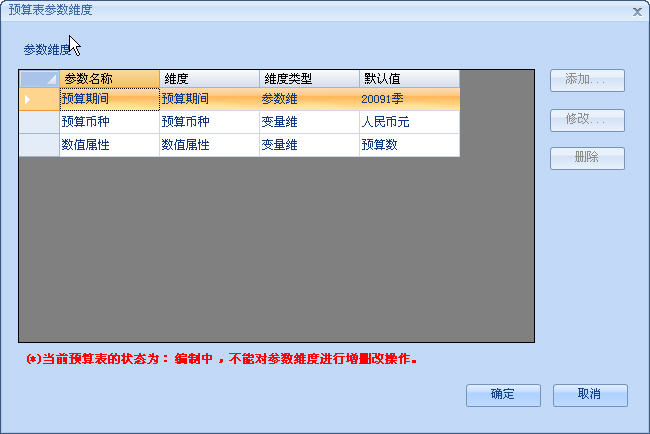 预算表参数维度
参数维度
参数名称 维度 维度类型 默认值
预算期间 预算期间 参数维 20091季
预算币种 预算币种 变量维 人民币元
数值属性 数值属性 变量维 预算数
添加...
修改...
删除
(*)当前预算表的状态为：编制中，不能对参数维度进行增删改操作。
确定 取消